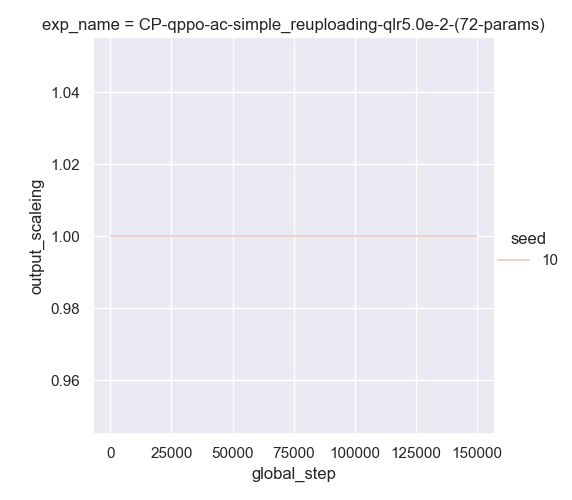 exp_name = CP-qppo-ac-simple_reuploading-qlr5.0e-2-(72-params)
1.04
1.02
1.00
0.98
0.96
output_scaleing
seed
10
0 25000 50000 75000 100000 125000 150000
global_step